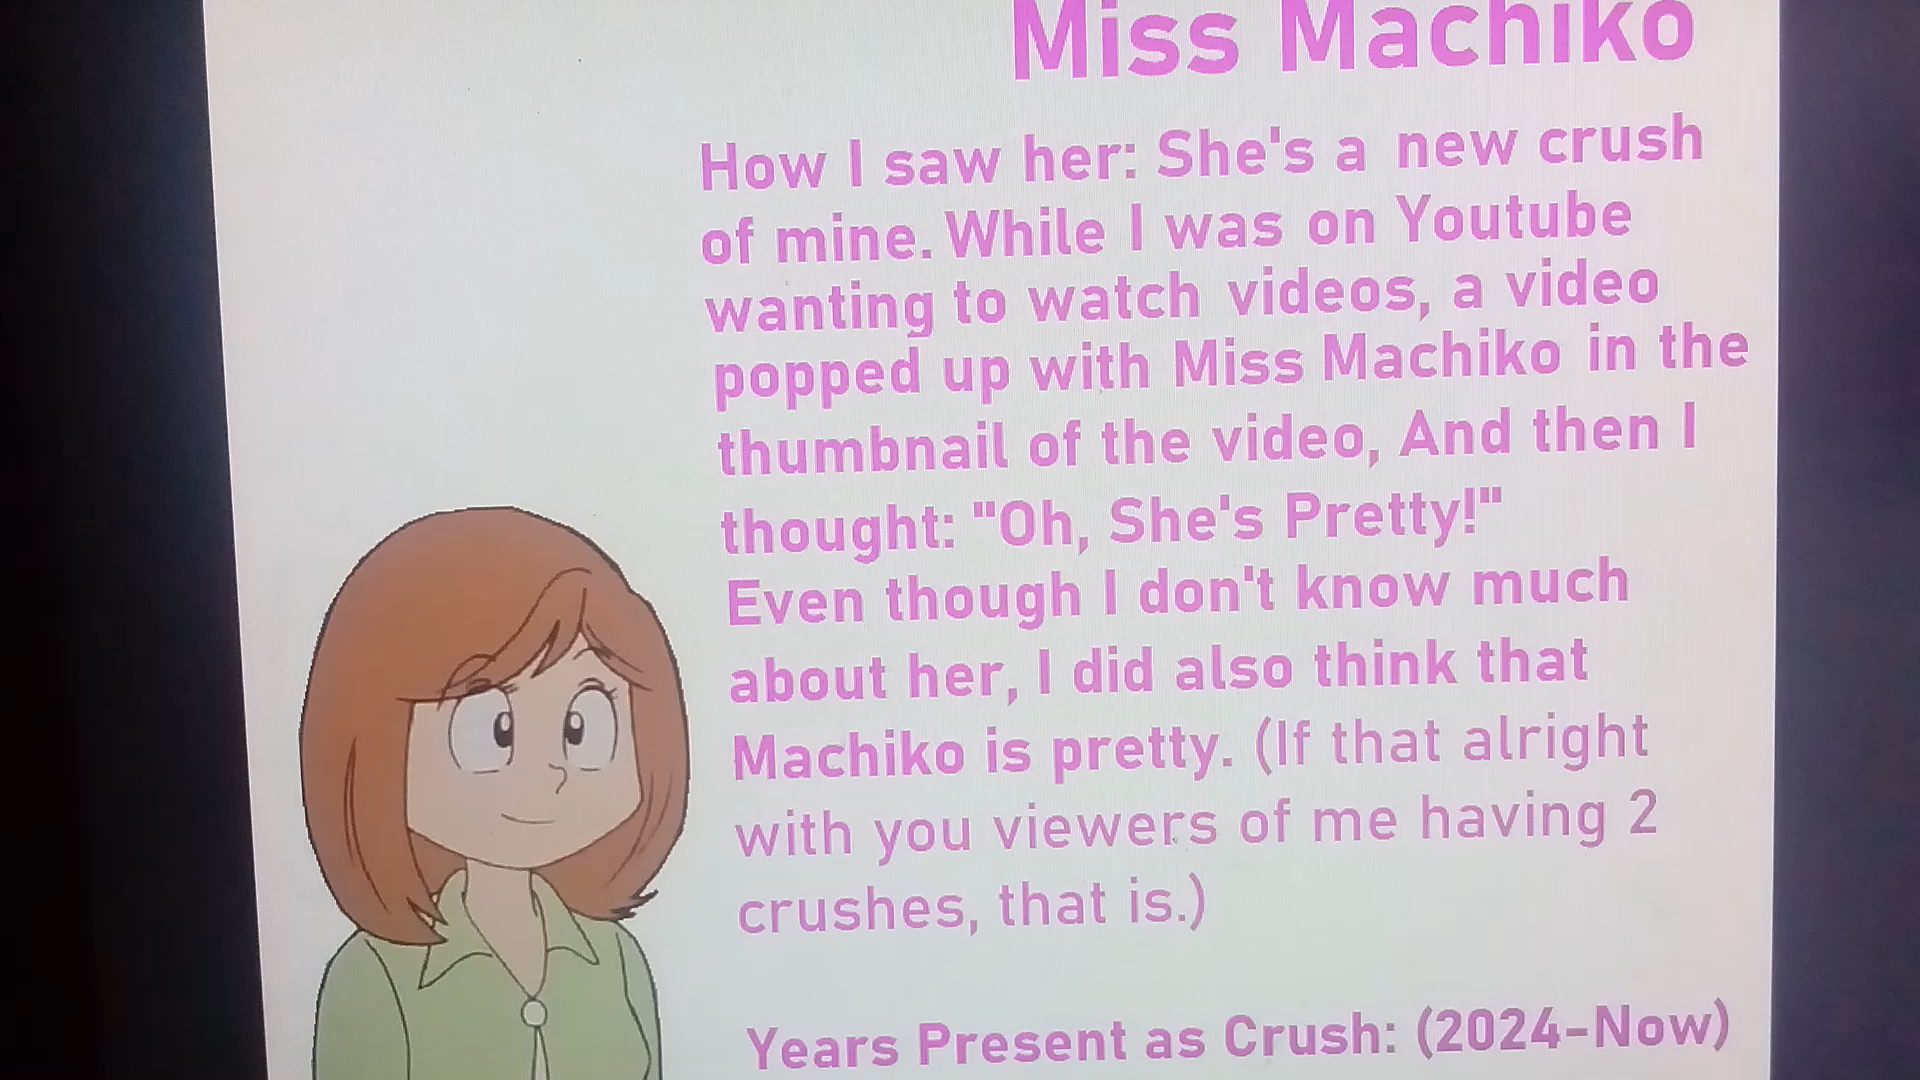 Miss Machiko
How I saw her: She's a new crush
of mine. While I was on Youtube
wanting to watch videos, a video
popped up with Miss Machiko in the
thumbnail of the video, And then I
thought: "Oh, She's Pretty!"
Even though I don't know much
about her, I did also think that
Machiko is pretty. (If that alright
with you viewers of me having 2
crushes, that is.)
Years Present as Crush: (2024-Now)